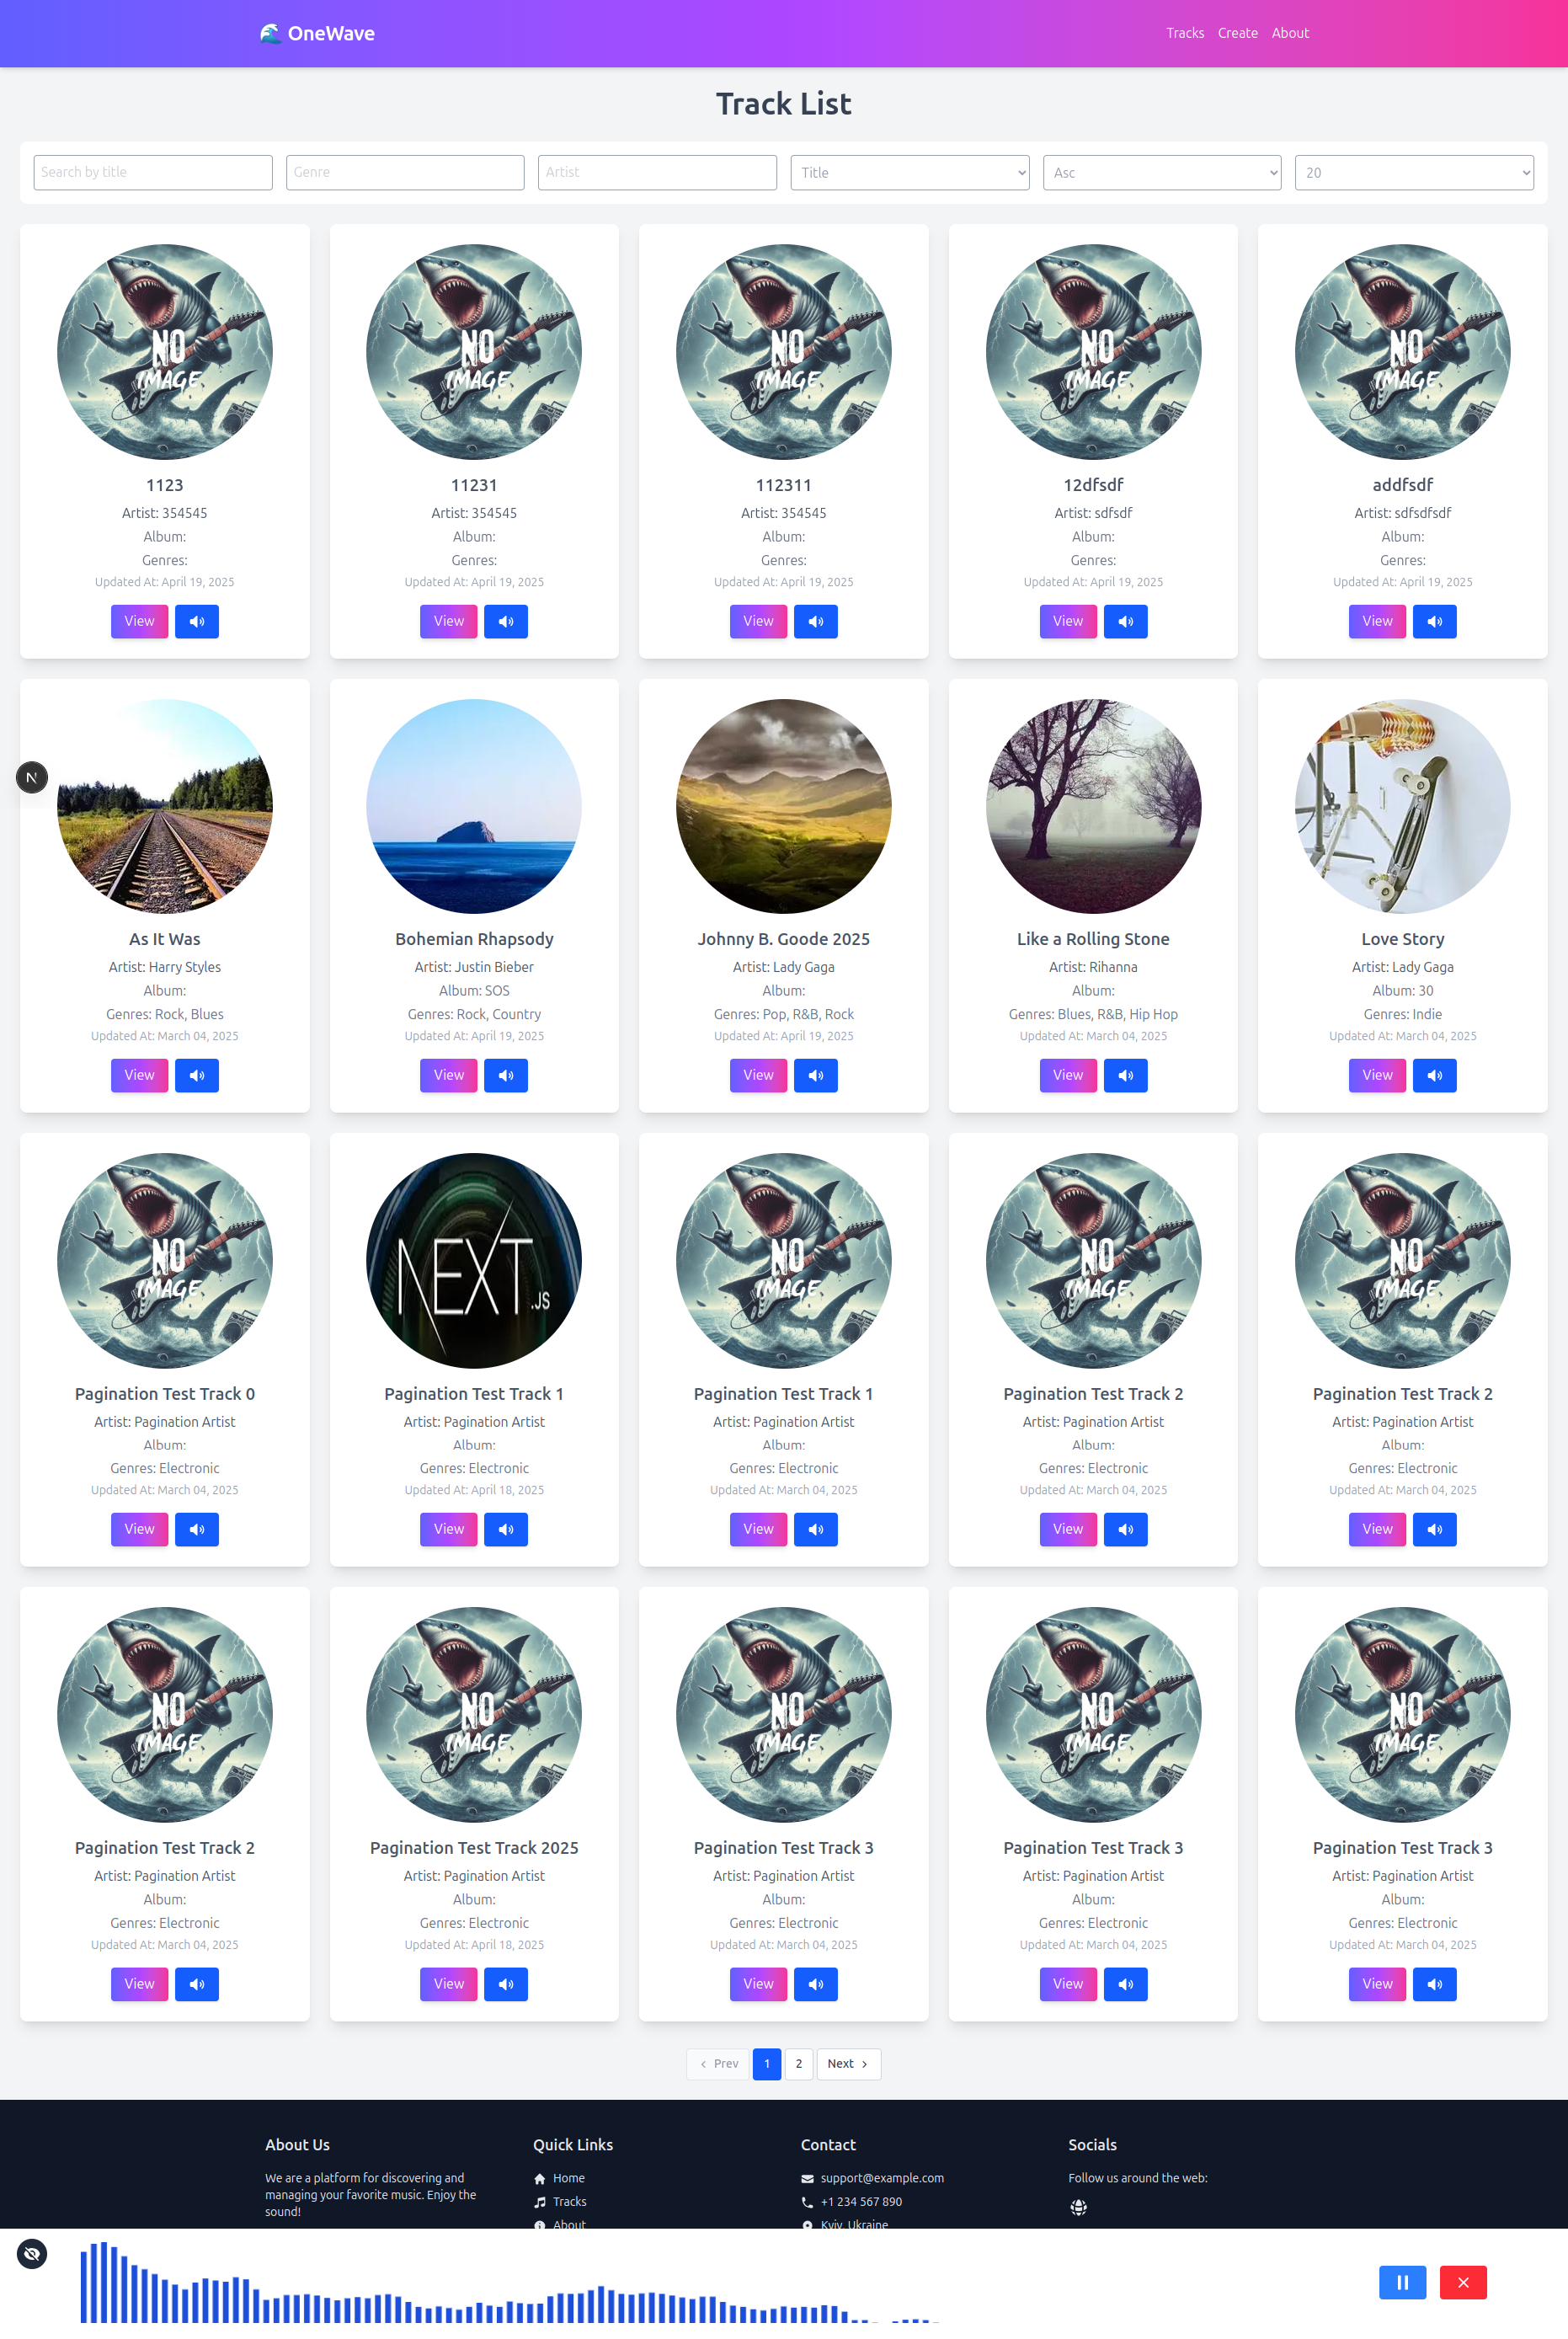 🌊 OneWave
Tracks Create About
Track List
Search by title Genre Artist Title Asc 20
NO IMAGE
1123
Artist: 354545
Album:
Genres:
Updated At: April 19, 2025
View
NO IMAGE
11231
Artist: 354545
Album:
Genres:
Updated At: April 19, 2025
View
NO IMAGE
112311
Artist: 354545
Album:
Genres:
Updated At: April 19, 2025
View
NO IMAGE
12dfsdf
Artist: sdfsdf
Album:
Genres:
Updated At: April 19, 2025
View
NO IMAGE
addfsdf
Artist: sdfsdfsdf
Album:
Genres:
Updated At: April 19, 2025
View
N
As It Was
Artist: Harry Styles
Album:
Genres: Rock, Blues
Updated At: March 04, 2025
View
Bohemian Rhapsody
Artist: Justin Bieber
Album: SOS
Genres: Rock, Country
Updated At: April 19, 2025
View
Johnny B. Goode 2025
Artist: Lady Gaga
Album:
Genres: Pop, R&B, Rock
Updated At: April 19, 2025
View
Like a Rolling Stone
Artist: Rihanna
Album:
Genres: Blues, R&B, Hip Hop
Updated At: March 04, 2025
View
Love Story
Artist: Lady Gaga
Album: 30
Genres: Indie
Updated At: March 04, 2025
View
NO IMAGE
Pagination Test Track 0
Artist: Pagination Artist
Album:
Genres: Electronic
Updated At: March 04, 2025
View
NEXT.JS
Pagination Test Track 1
Artist: Pagination Artist
Album:
Genres: Electronic
Updated At: April 18, 2025
View
NO IMAGE
Pagination Test Track 1
Artist: Pagination Artist
Album:
Genres: Electronic
Updated At: March 04, 2025
View
NO IMAGE
Pagination Test Track 2
Artist: Pagination Artist
Album:
Genres: Electronic
Updated At: March 04, 2025
View
NO IMAGE
Pagination Test Track 2
Artist: Pagination Artist
Album:
Genres: Electronic
Updated At: March 04, 2025
View
NO IMAGE
Pagination Test Track 2
Artist: Pagination Artist
Album:
Genres: Electronic
Updated At: March 04, 2025
View
NO IMAGE
Pagination Test Track 2025
Artist: Pagination Artist
Album:
Genres: Electronic
Updated At: April 18, 2025
View
NO IMAGE
Pagination Test Track 3
Artist: Pagination Artist
Album:
Genres: Electronic
Updated At: March 04, 2025
View
NO IMAGE
Pagination Test Track 3
Artist: Pagination Artist
Album:
Genres: Electronic
Updated At: March 04, 2025
View
NO IMAGE
Pagination Test Track 3
Artist: Pagination Artist
Album:
Genres: Electronic
Updated At: March 04, 2025
View
Prev 1 2 Next
About Us
We are a platform for discovering and
managing your favorite music. Enjoy the
sound!
Quick Links
Home
Tracks
About
Contact
support@example.com
+1 234 567 890
Kyiv, Ukraine
Socials
Follow us around the web: